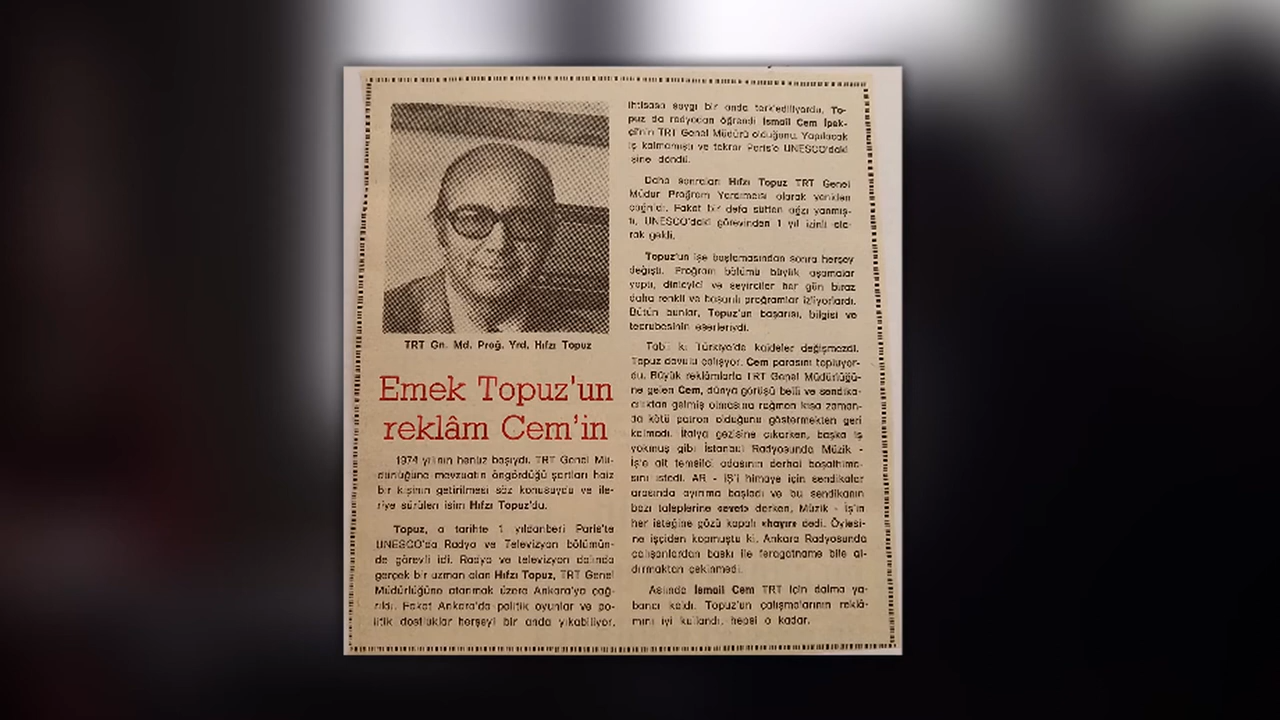 TRT Gn. Md. Proğ. Yrd. Hıfzı Topuz
Emek Topuz'un
reklâm Cem'in
1974 yılının henüz başıydı. TRT Genel Mü-
dürlüğüne mevzuatın öngördüğü şartları haiz
bir kişinin getirilmesi söz konusuydu ve ile-
riye sürülen isim Hıfzı Topuz'du.
Topuz, o tarihte 1 yıldanberi Paris'te
UNESCO'da Radyo ve Televizyon bölümün-
de görevli idi. Radyo ve televizyon dalında
gerçek bir uzman olan Hıfzı Topuz, TRT Genel
Müdürlüğüne atanmak üzere Ankara'ya çağ-
rıldı. Fakat Ankara'da politik oyunlar ve po-
litik dostluklar herşeyi bir anda yıkabiliyor,
ihtisasa saygı bir anda terk ediliyordu. To-
puz da radyodan öğrendi İsmail Cem İpek-
çi'nin TRT Genel Müdürü olduğunu. Yapılacak
iş kalmamıştı ve tekrar Paris'e UNESCO'daki
işine döndü.
Daha sonraları Hıfzı Topuz TRT Genel
Müdür Proğram Yardımcısı olarak yeniden
çağrıldı. Fakat bir defa sütten ağzı yanmış-
tı, UNESCO'daki görevinden 1 yıl izinli ola-
rak geldi.
Topuz'un işe başlamasından sonra herşey
değişti. Proğram bölümü büyük aşamalar
yaptı, dinleyici ve seyirciler her gün biraz
daha renkli ve başarılı proğramlar izliyorlardı.
Bütün bunlar, Topuz'un başarısı, bilgisi ve
tecrubesinin eserleriydi.
Tabii ki Türkiye'de kaideler değişmezdi.
Topuz davulu çalıyor, Cem parasını topluyor-
du. Büyük reklâmlarla TRT Genel Müdürlüğü-
ne gelen Cem, dünya görüşü belli ve sendika-
cılıktan gelmiş olmasına rağmen kısa zaman-
da kötü patron olduğunu göstermekten geri
kalmadı. İtalya gezisine çıkarken, başka iş
yokmuş gibi İstanbul Radyosunda Müzik -
İş'e ait temsilci odasının derhal boşaltılma-
sını istedi. AR - İŞ'i himaye için sendikalar
arasında ayırıma başladı ve bu sendikanın
bazı taleplerine «evet» derken, Müzik - İş'in
her isteğine gözü kapalı «hayır» dedi. Öylesi-
ne işçiden kopmuştu ki, Ankara Radyosunda
çalışanlardan baskı ile feragatname bile al-
dırmaktan çekinmedi.
Aslında İsmail Cem TRT için daima ya-
bancı kaldı. Topuz'un çalışmalarının reklâ-
mını iyi kullandı, hepsi o kadar.